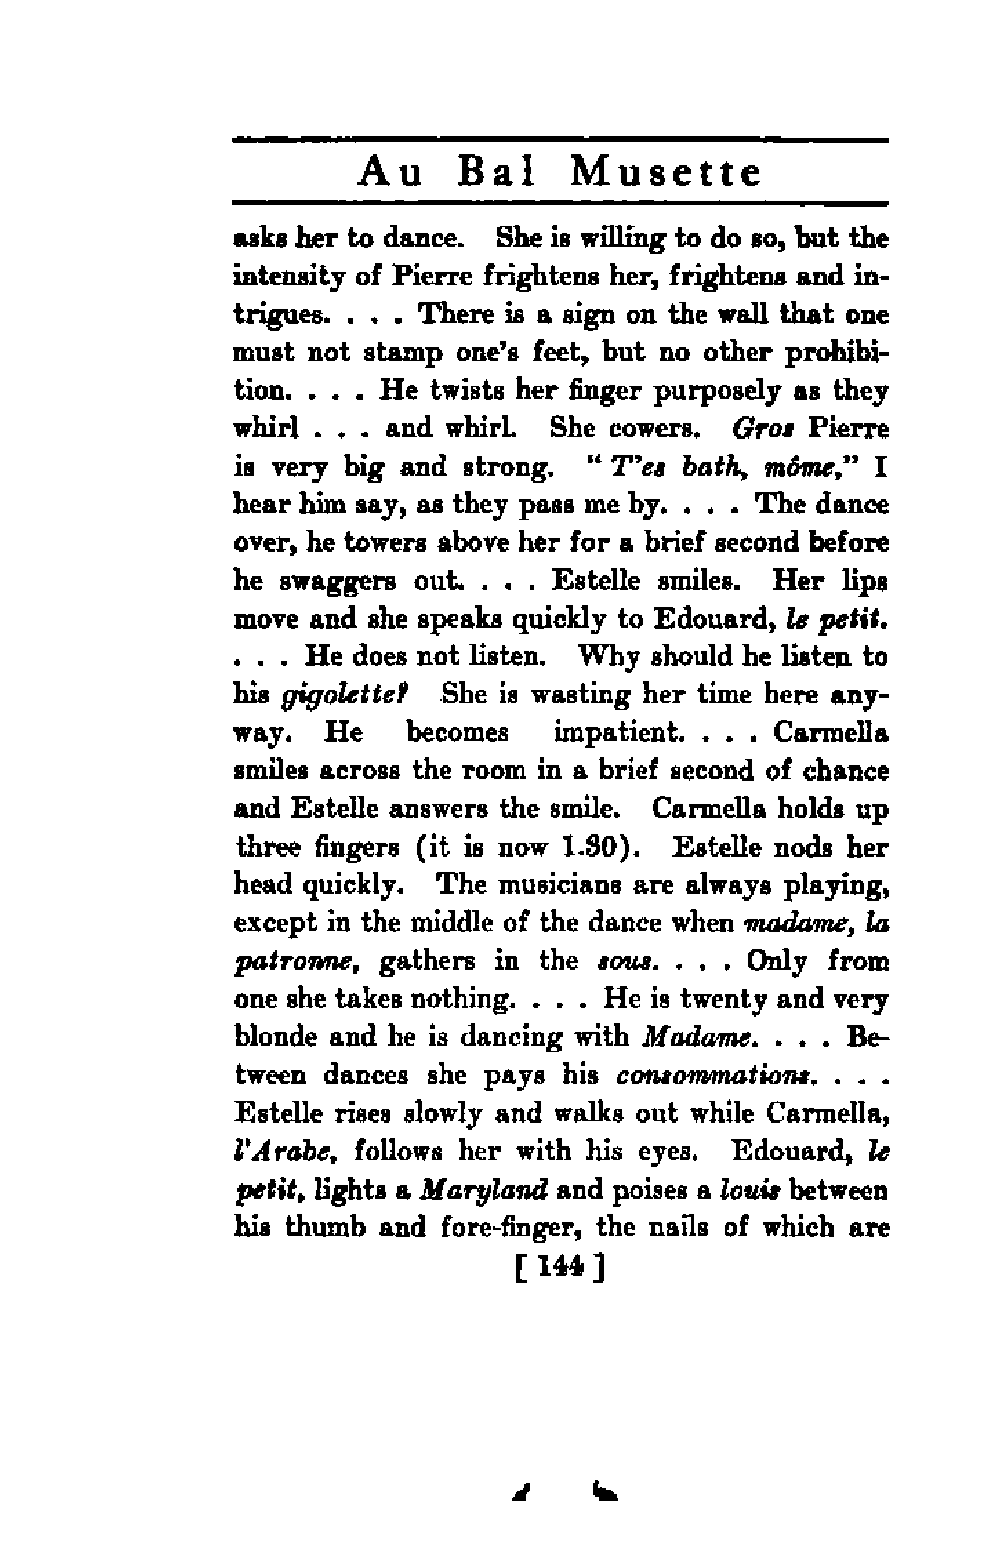 Au Bal Musette
asks her to dance. She is willing to do so, but the
intensity of Pierre frightens her, frightens and in-
trigues. . . . There is a sign on the wall that one
must not stamp one's feet, but no other prohibi-
tion. . . . He twists her finger purposely as they
whirl . . . and whirl. She cowers. Gros Pierre
is very big and strong. "T'es bath, môme," I
hear him say, as they pass me by. . . . The dance
over, he towers above her for a brief second before
he swaggers out. . . . Estelle smiles. Her lips
move and she speaks quickly to Edouard, le petit.
. . . He does not listen. Why should he listen to
his gigolette? She is wasting her time here any-
way. He becomes impatient. . . . Carmella
smiles across the room in a brief second of chance
and Estelle answers the smile. Carmella holds up
three fingers (it is now 1.30). Estelle nods her
head quickly. The musicians are always playing,
except in the middle of the dance when madame, la
patronne, gathers in the sous. . . . Only from
one she takes nothing. . . . He is twenty and very
blonde and he is dancing with Madame. . . . Be-
tween dances she pays his consommations. . . .
Estelle rises slowly and walks out while Carmella,
l'Arabe, follows her with his eyes. Edouard, le
petit, lights a Maryland and poises a louis between
his thumb and fore-finger, the nails of which are
[ 144 ]